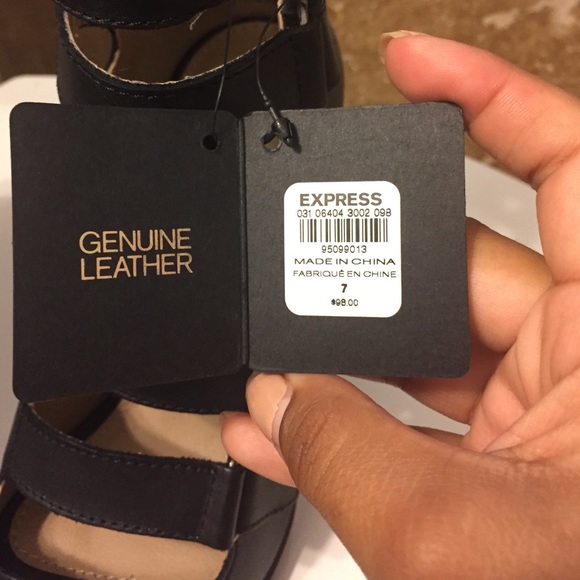 GENUINE
LEATHER
EXPRESS
031 06404 3002 098
95099013
MADE IN CHINA
FABRIQUÉ EN CHINE
7
$98.00